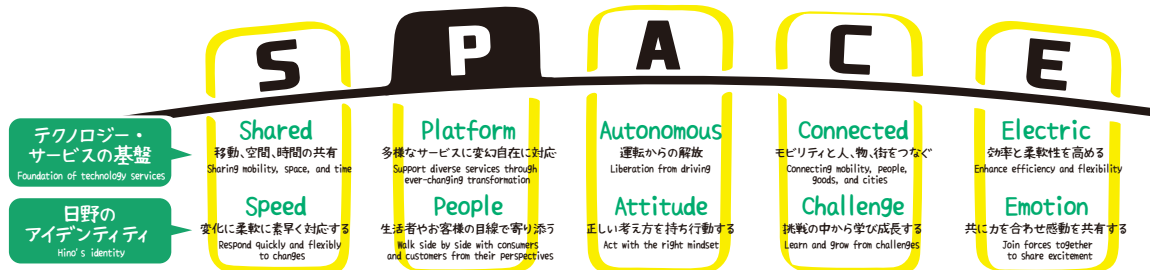 S
P
A
C
E
テクノロジー・
サービスの基盤
Foundation of technology services
Shared
移動、空間、時間の共有
Sharing mobility, space, and time
Platform
多様なサービスに変幻自在に対応
Support diverse services through
ever-changing transformation
Autonomous
運転からの解放
Liberation from driving
Connected
モビリティと人、物、街をつなぐ
Connecting mobility, people,
goods, and cities
Electric
効率と柔軟性を高める
Enhance efficiency and flexibility
日野の
アイデンティティ
Hino's identity
Speed
変化に柔軟に素早く対応する
Respond quickly and flexibly
to changes
People
生活者やお客様の目線で寄り添う
Walk side by side with consumers
and customers from their perspectives
Attitude
正しい考え方を持ち行動する
Act with the right mindset
Challenge
挑戦の中から学び成長する
Learn and grow from challenges
Emotion
共に力を合わせ感動を共有する
Join forces together
to share excitement